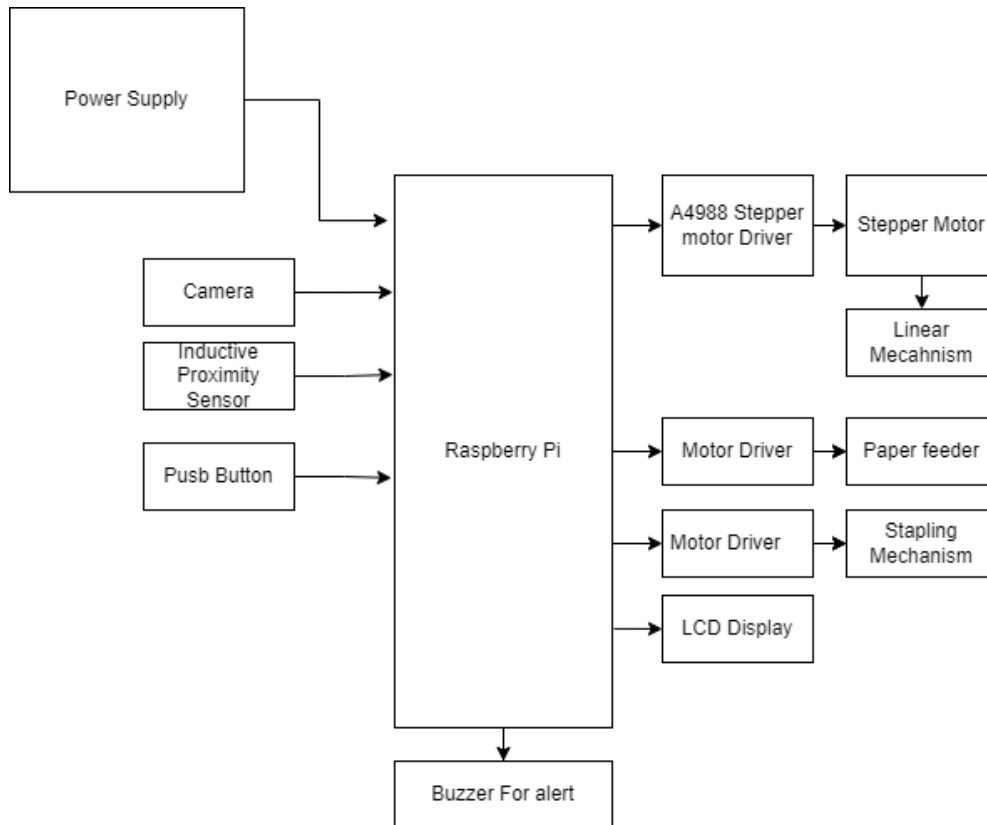 Power Supply
A4988 Stepper
motor Driver
Stepper Motor
Camera
Linear
Mecahnism
Inductive
Proximity
Sensor
Raspberry Pi
Motor Driver
Paper feeder
Pusb Button
Motor Driver
Stapling
Mechanism
LCD Display
Buzzer For alert